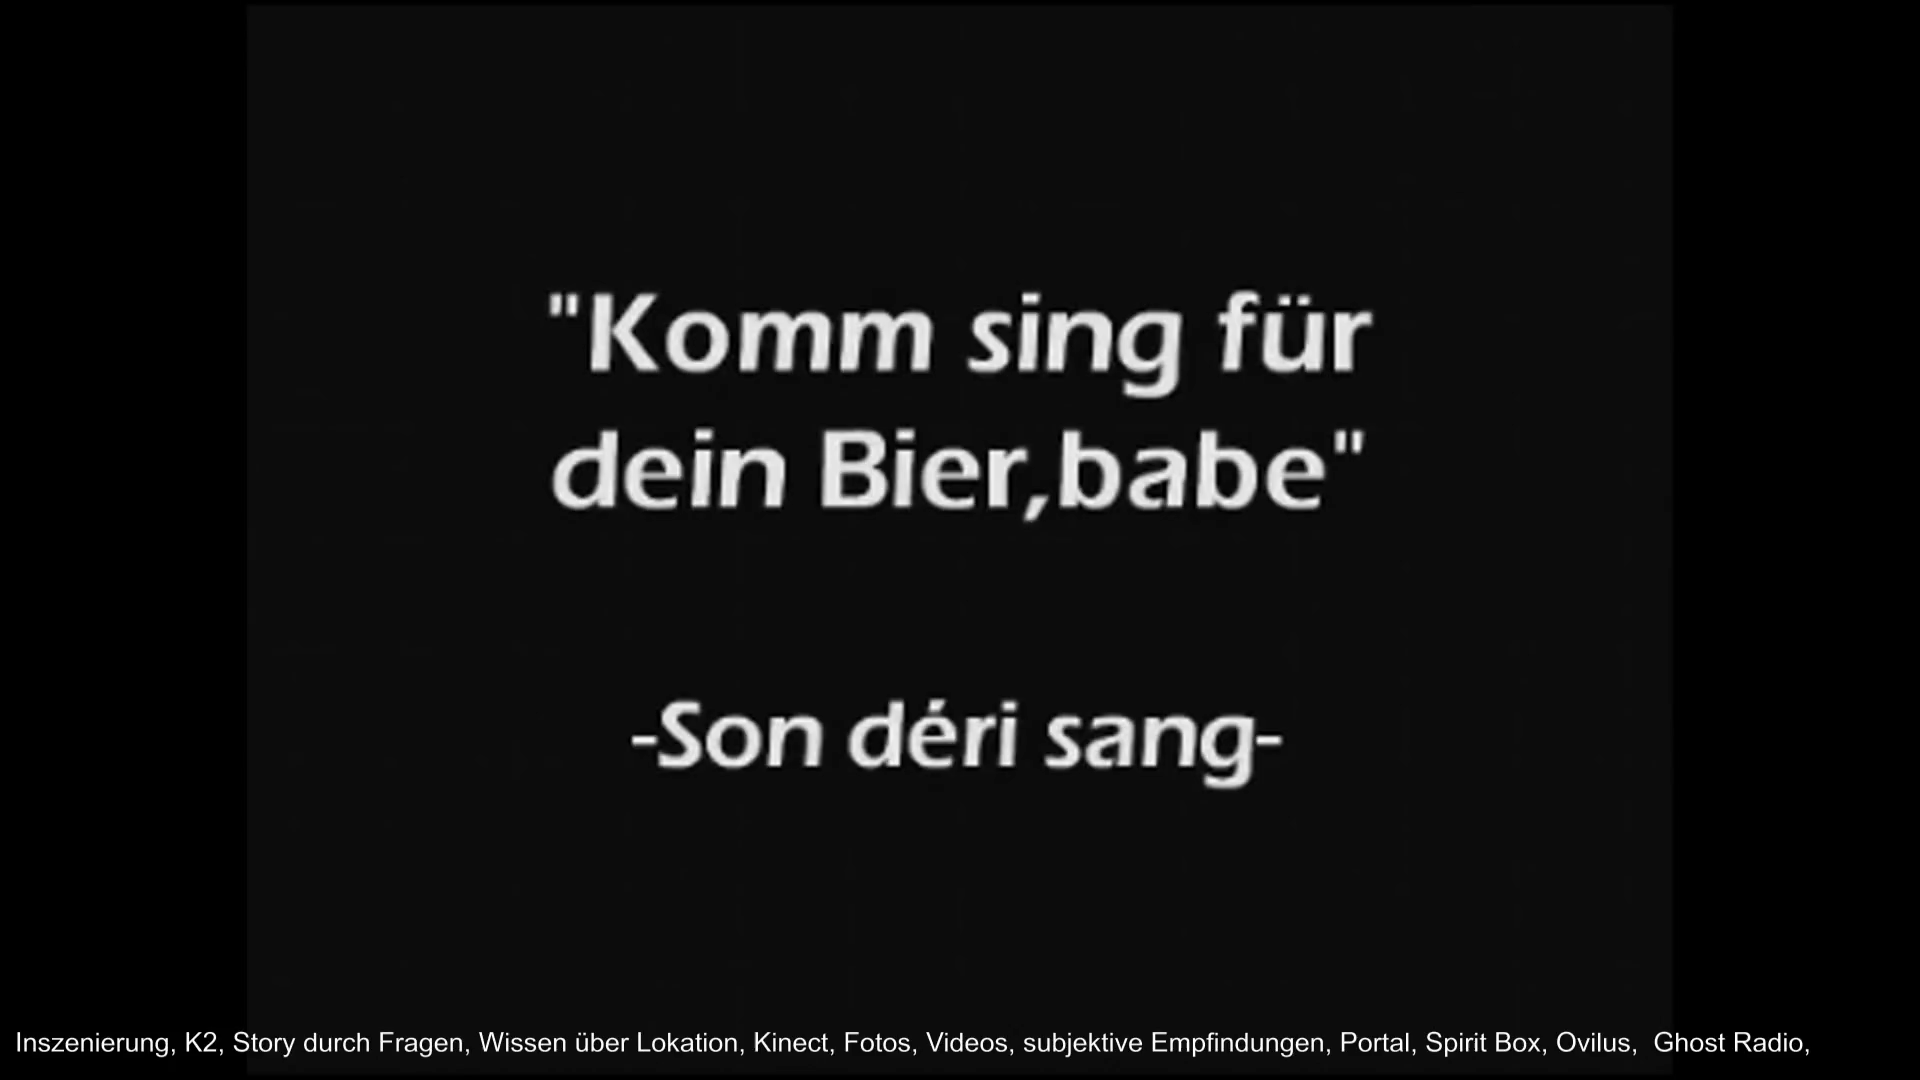 "Komm sing für
dein Bier,babe"
-Son déri sang-
Inszenierung, K2, Story durch Fragen, Wissen über Lokation, Kinect, Fotos, Videos, subjektive Empfindungen, Portal, Spirit Box, Ovilus,  Ghost Radio,